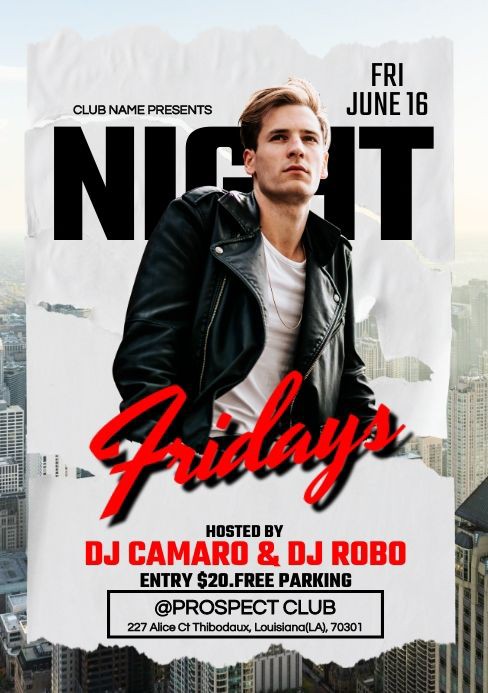 FRI
JUNE 16
CLUB NAME PRESENTS
NIGHT
Fridays
HOSTED BY
DJ CAMARO & DJ ROBO
ENTRY $20.FREE PARKING
@PROSPECT CLUB
227 Alice Ct Thibodaux, Louisiana(LA), 70301